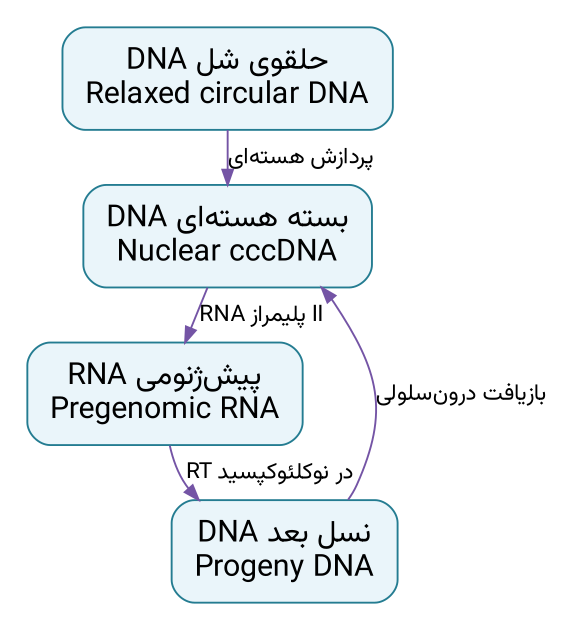 DNA حلقوی شل
Relaxed circular DNA
پردازش هسته‌ای
DNA بسته هسته‌ای
Nuclear cccDNA
RNA پلیمراز II
RNA پیش‌ژنومی
Pregenomic RNA
بازیافت درون‌سلولی
RT در نوکلئوکپسید
DNA نسل بعد
Progeny DNA